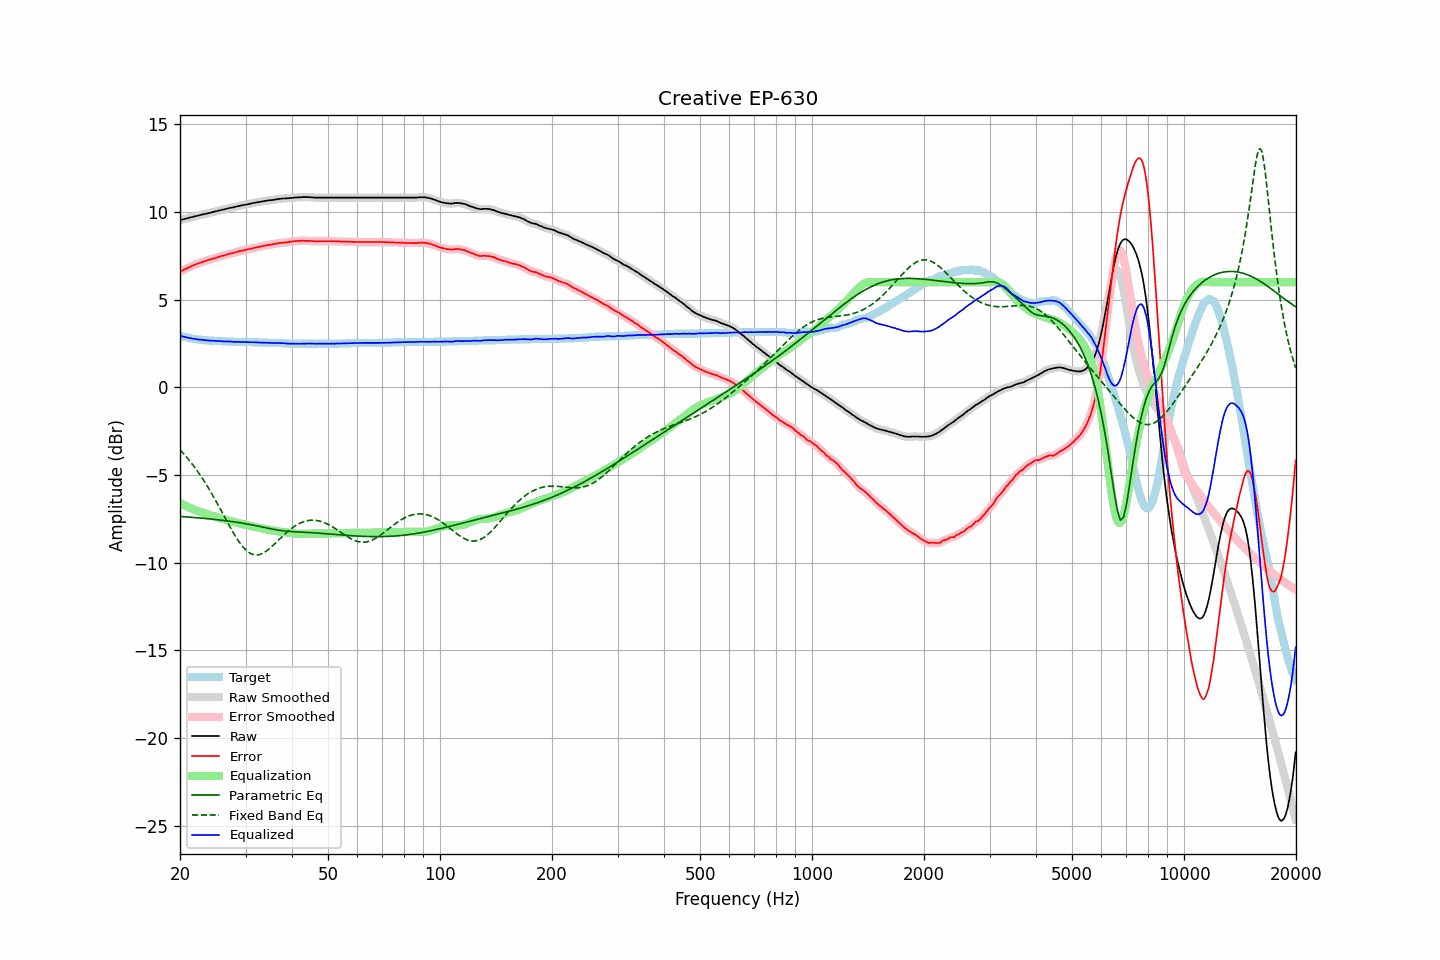 Creative EP-630
Amplitude (dBr)
15
10
5
0
−5
−10
−15
−20
−25
Target
Raw Smoothed
Error Smoothed
Raw
Error
Equalization
Parametric Eq
Fixed Band Eq
Equalized
20 50 100 200 500 1000 2000 5000 10000 20000
Frequency (Hz)